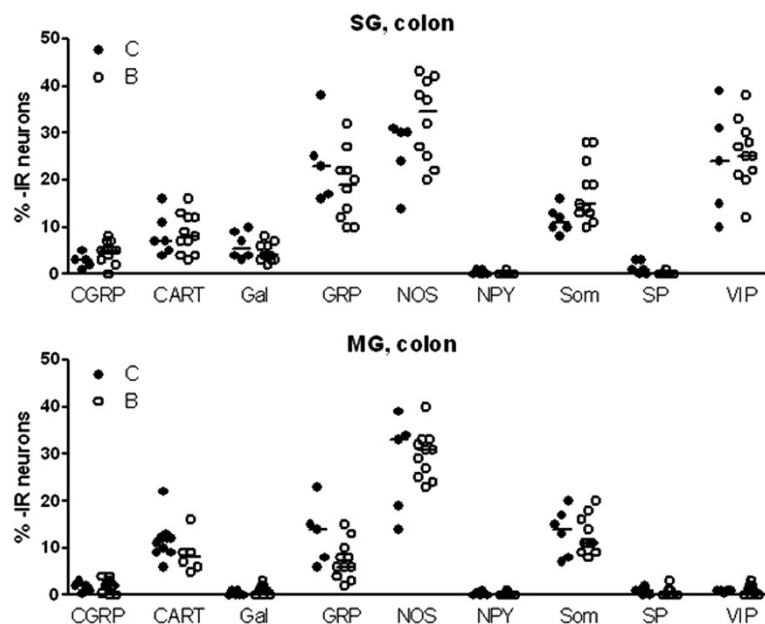 SG, colon
50
40
30
20
10
0
% -IR neurons
C
B
CGRP CART Gal GRP NOS NPY Som SP VIP
MG, colon
50
40
30
20
10
0
% -IR neurons
C
B
CGRP CART Gal GRP NOS NPY Som SP VIP